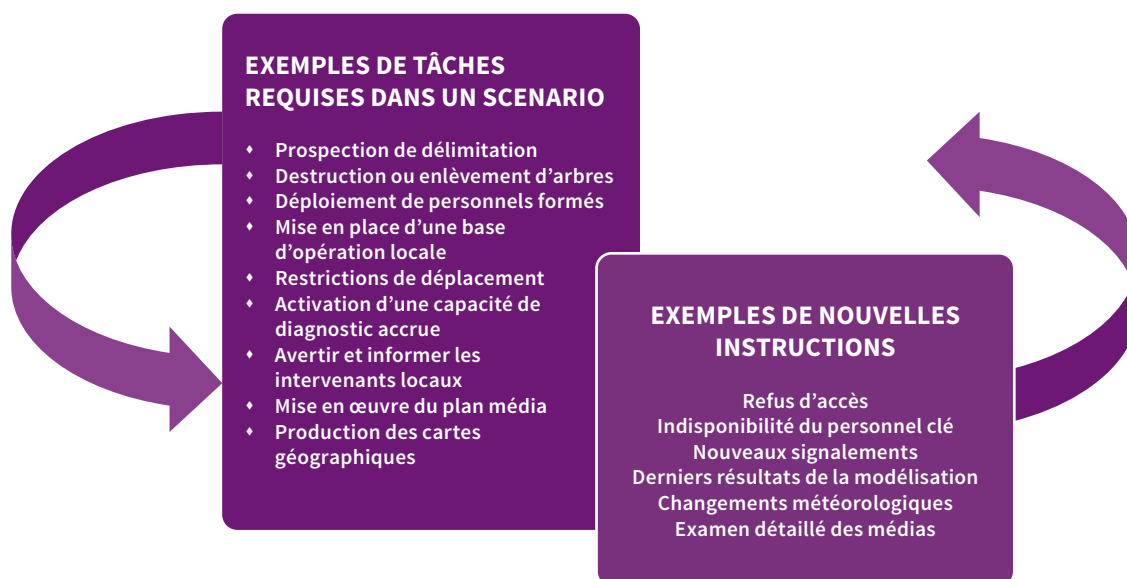 EXEMPLES DE TÂCHES
REQUISES DANS UN SCENARIO
⬩ Prospection de délimitation
⬩ Destruction ou enlèvement d’arbres
⬩ Déploiement de personnels formés
⬩ Mise en place d’une base
d’opération locale
⬩ Restrictions de déplacement
⬩ Activation d’une capacité de
diagnostic accrue
⬩ Avertir et informer les
intervenants locaux
⬩ Mise en œuvre du plan média
⬩ Production des cartes
géographiques
EXEMPLES DE NOUVELLES
INSTRUCTIONS
Refus d’accès
Indisponibilité du personnel clé
Nouveaux signalements
Derniers résultats de la modélisation
Changements météorologiques
Examen détaillé des médias